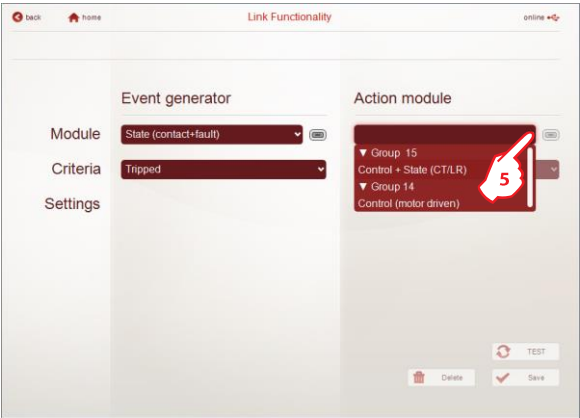 back home Link Functionality online
Event generator Action module
Module State (contact+fault)
▼ Group 15
Criteria Tripped Control + State (CT/LR)
▼ Group 14
5
Settings Control (motor driven)
TEST
Delete Save